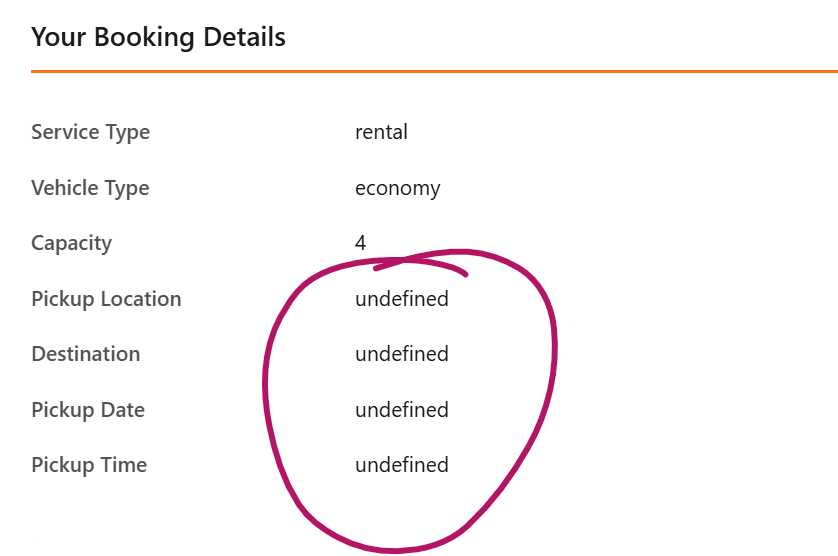 Your Booking Details
Service Type rental
Vehicle Type economy
Capacity 4
Pickup Location undefined
Destination undefined
Pickup Date undefined
Pickup Time undefined